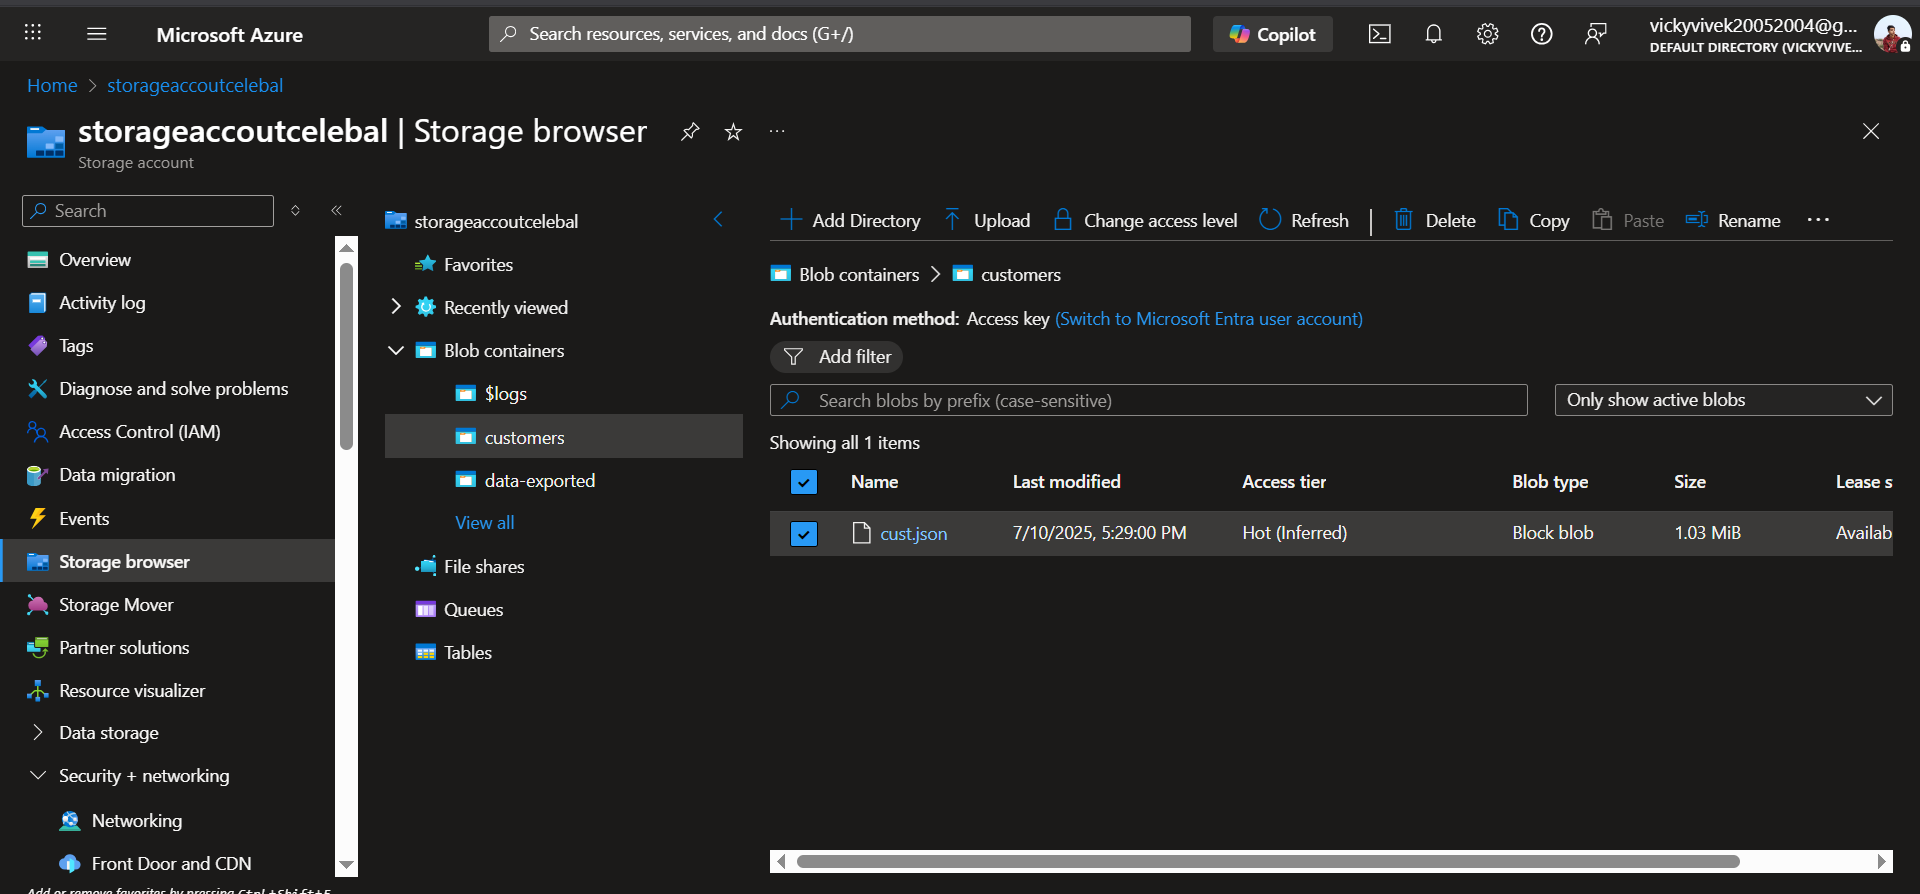 Microsoft Azure
Search resources, services, and docs (G+/)
Copilot
vickyvivek20052004@g...
DEFAULT DIRECTORY (VICKYVIVE...
Home > storageaccoutcelebal
storageaccoutcelebal | Storage browser
Storage account
Search
Overview
Activity log
Tags
Diagnose and solve problems
Access Control (IAM)
Data migration
Events
Storage browser
Storage Mover
Partner solutions
Resource visualizer
Data storage
Security + networking
Networking
Front Door and CDN
Add or remove favorites by pressing Ctrl+Shift+F
storageaccoutcelebal
Favorites
Recently viewed
Blob containers
$logs
customers
data-exported
View all
File shares
Queues
Tables
Add Directory Upload Change access level Refresh Delete Copy Paste Rename ...
Blob containers > customers
Authentication method: Access key (Switch to Microsoft Entra user account)
Add filter
Search blobs by prefix (case-sensitive)
Only show active blobs
Showing all 1 items
Name Last modified Access tier Blob type Size Lease s
cust.json 7/10/2025, 5:29:00 PM Hot (Inferred) Block blob 1.03 MiB Availab